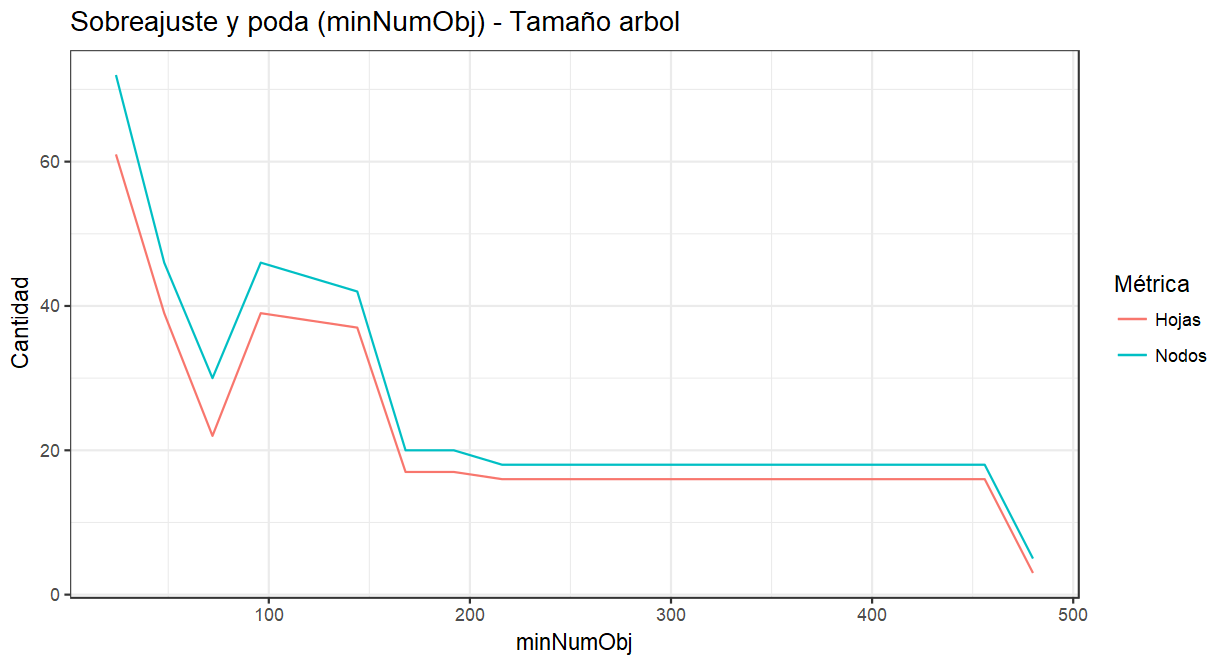 Sobreajuste y poda (minNumObj) - Tamaño arbol
Cantidad
60
40
20
0
100
200
300
400
500
minNumObj
Métrica
Hojas
Nodos